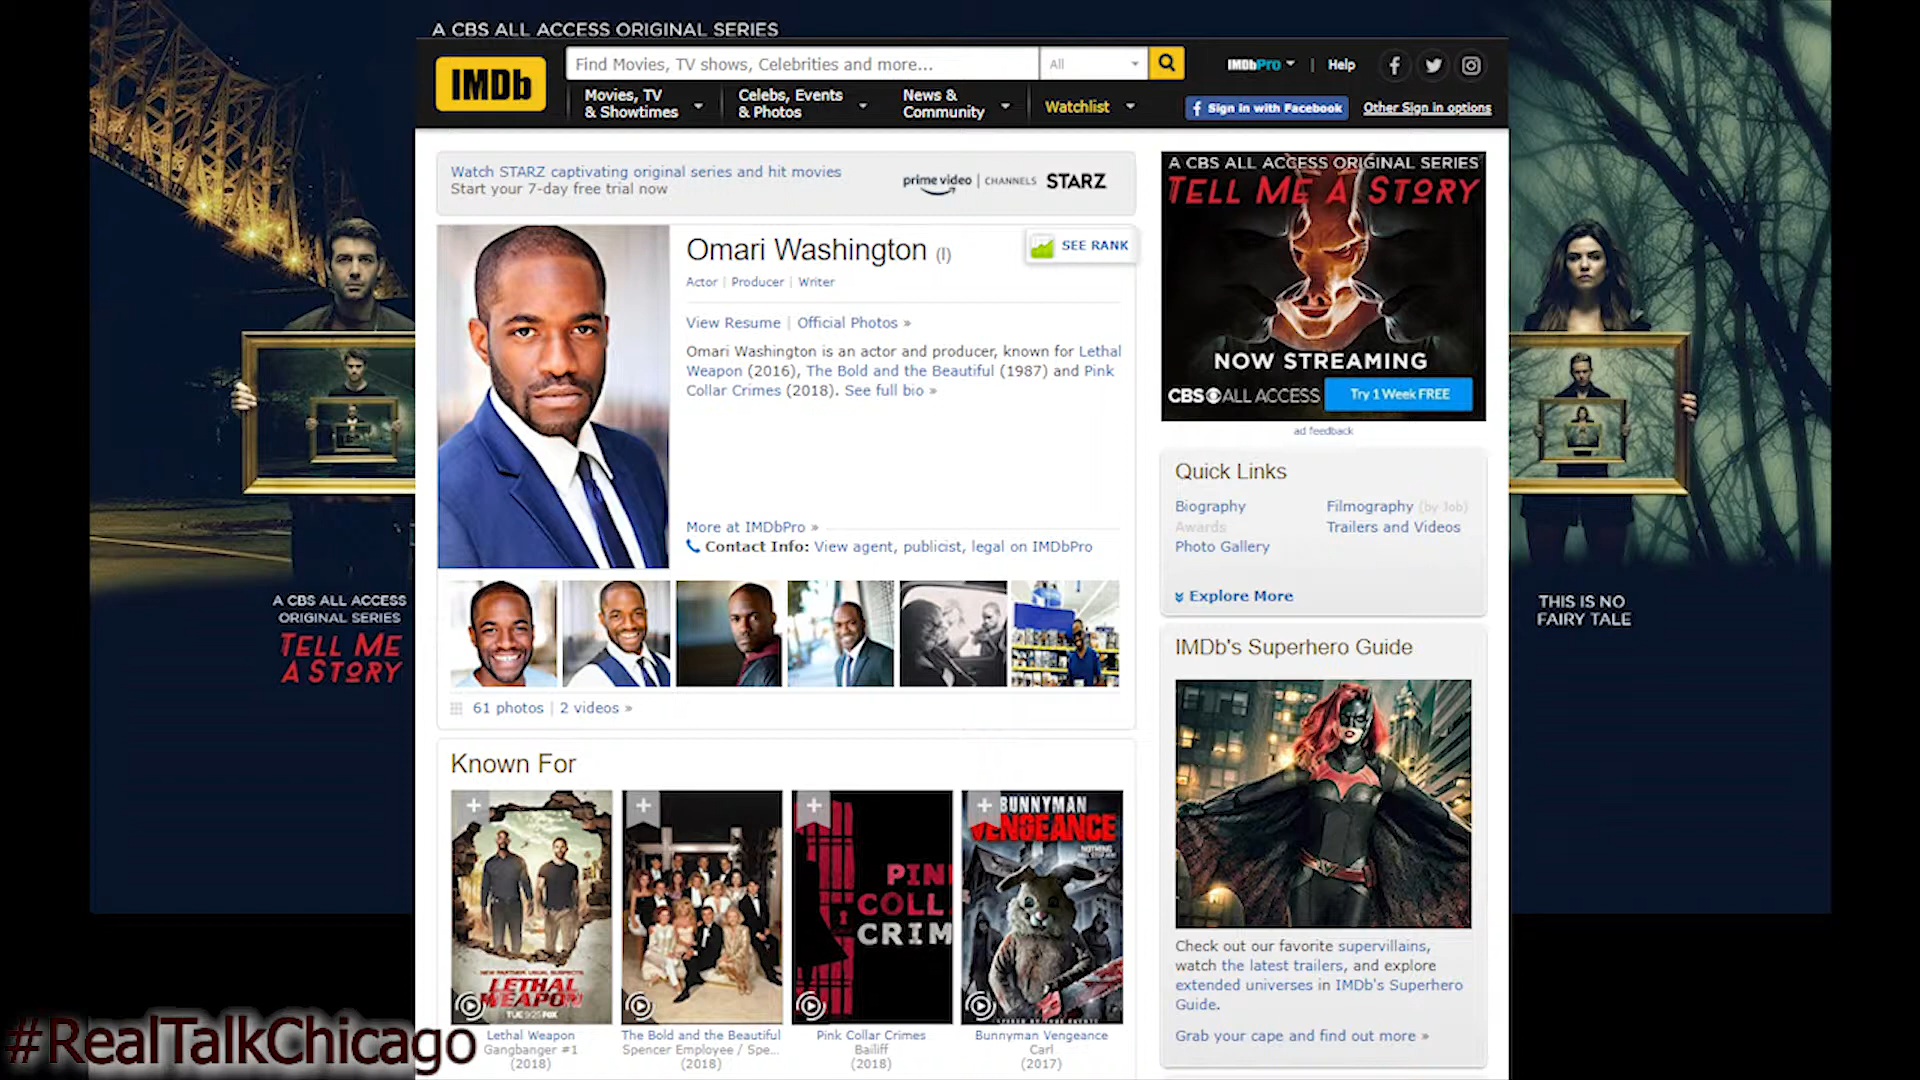 A CBS ALL ACCESS ORIGINAL SERIES
IMDb
Find Movies, TV shows, Celebrities and more...
All
IMDbPro
Help
Movies, TV
& Showtimes
Celebs, Events
& Photos
News &
Community
Watchlist
Sign in with Facebook
Other Sign in options
Watch STARZ captivating original series and hit movies
Start your 7-day free trial now
prime video | CHANNELS STARZ
Omari Washington (I)
SEE RANK
Actor | Producer | Writer
View Resume | Official Photos »
Omari Washington is an actor and producer, known for Lethal
Weapon (2016), The Bold and the Beautiful (1987) and Pink
Collar Crimes (2018). See full bio »
More at IMDbPro »
Contact Info: View agent, publicist, legal on IMDbPro
61 photos | 2 videos »
Known For
LETHAL
WEAPON
TUE 9/25 FOX
PIN
COLL
CRIM
BUNNYMAN
VENGEANCE
Lethal Weapon
Gangbanger #1
(2018)
The Bold and the Beautiful
Spencer Employee / Spe...
(2018)
Pink Collar Crimes
Bailiff
(2018)
Bunnyman Vengeance
Carl
(2017)
A CBS ALL ACCESS ORIGINAL SERIES
TELL ME A STORY
NOW STREAMING
CBS ALL ACCESS
Try 1 Week FREE
ad feedback
Quick Links
Biography
Awards
Photo Gallery
Filmography (by Job)
Trailers and Videos
Explore More
IMDb's Superhero Guide
Check out our favorite supervillains,
watch the latest trailers, and explore
extended universes in IMDb's Superhero
Guide.
Grab your cape and find out more »
A CBS ALL ACCESS
ORIGINAL SERIES
TELL ME
A STORY
THIS IS NO
FAIRY TALE
#RealTalkChicago